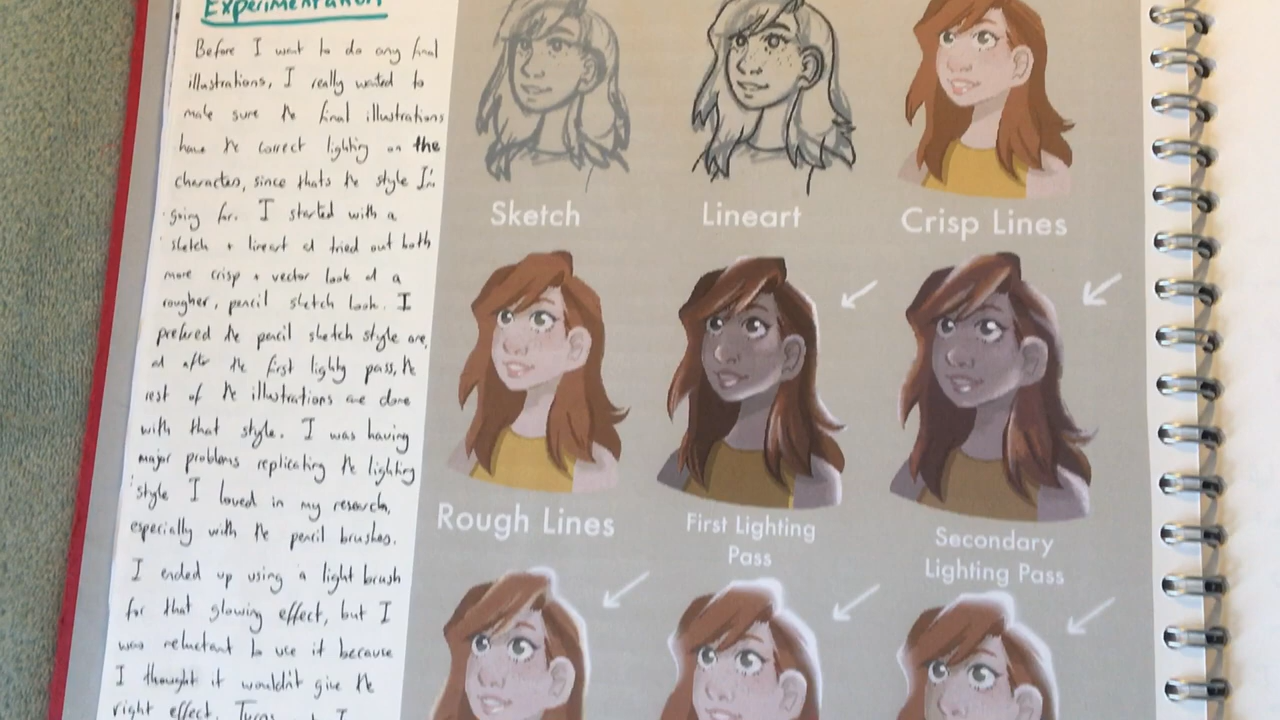 Experimentation
Before I want to do any final
illustrations, I really wanted to
make sure the final illustrations
have the correct lighting on the
character, since thats the style I'm
going for. I started with a
sketch + lineart and tried out both
more crisp + vector look and a
rougher, pencil sketch look. I
prefered the pencil sketch style one,
and after the first lighting pass, the
rest of the illustrations are done
with that style. I was having
major problems replicating the lighting
style I loved in my research,
especially with the pencil brushes.
I ended up using a light brush
for that glowing effect, but I
was reluctant to use it because
I thought it wouldn't give the
right effect. Turns out I
Sketch
Lineart
Crisp Lines
Rough Lines
First Lighting
Pass
Secondary
Lighting Pass